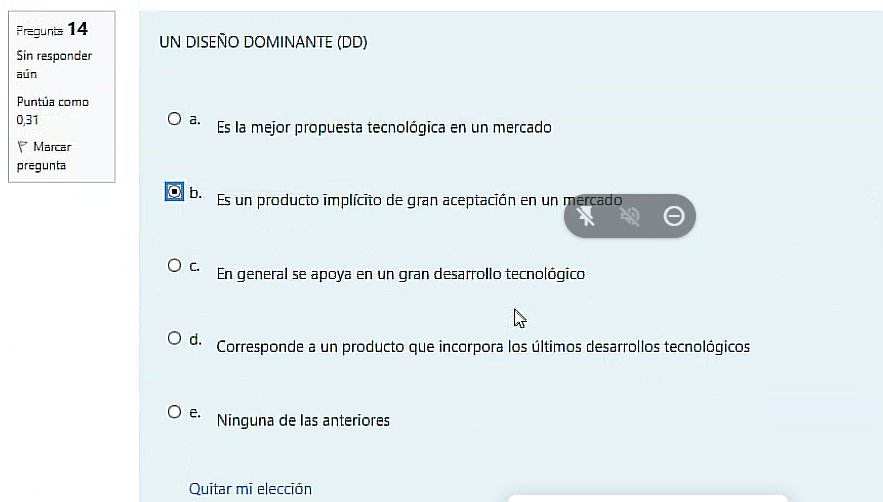 Pregunta 14
Sin responder
aún
Puntúa como
0,31
Marcar
pregunta
UN DISEÑO DOMINANTE (DD)
a. Es la mejor propuesta tecnológica en un mercado
b. Es un producto implícito de gran aceptación en un mercado
c. En general se apoya en un gran desarrollo tecnológico
d. Corresponde a un producto que incorpora los últimos desarrollos tecnológicos
e. Ninguna de las anteriores
Quitar mi elección